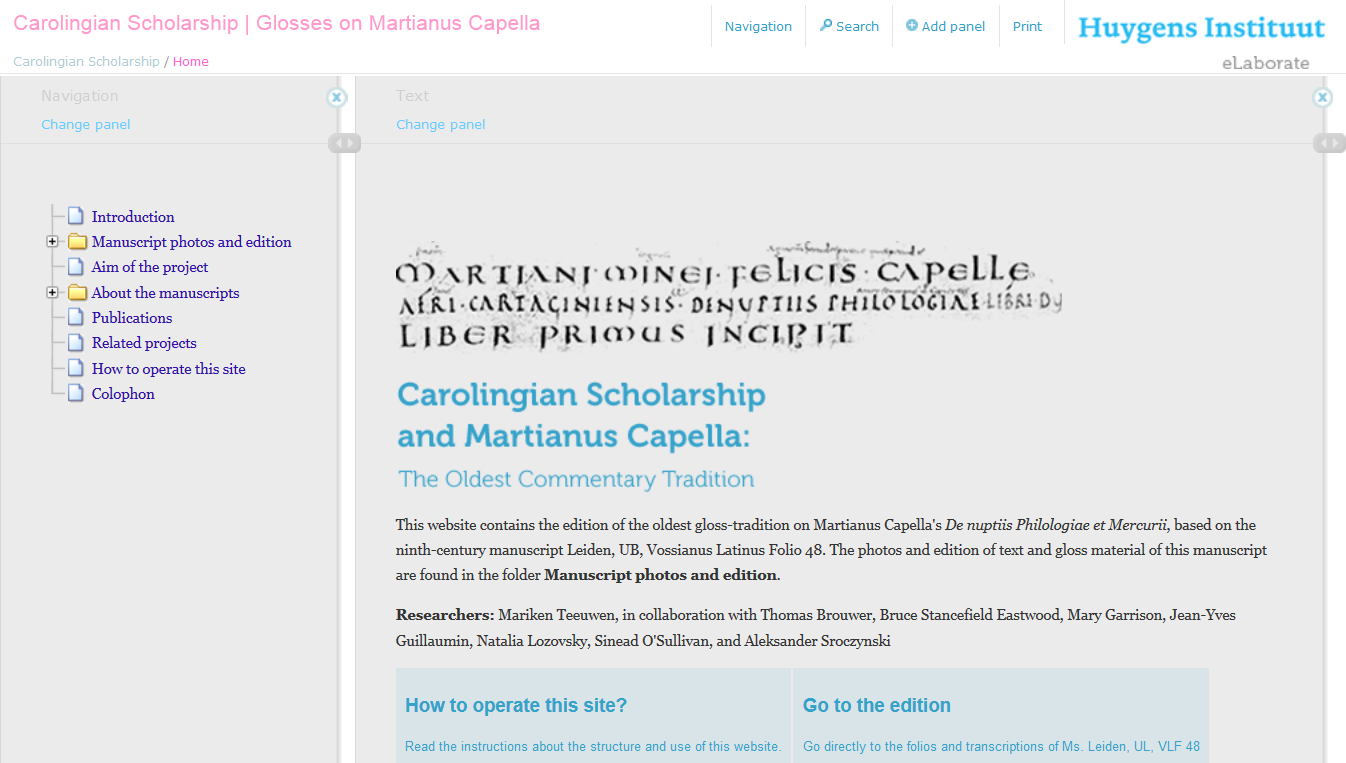 Carolingian Scholarship | Glosses on Martianus Capella
Navigation
Search
Add panel
Print
Huygens Instituut
eLaborate
Carolingian Scholarship / Home
Navigation
Change panel
Introduction
Manuscript photos and edition
Aim of the project
About the manuscripts
Publications
Related projects
How to operate this site
Colophon
Text
Change panel
MARTIANI·MINEI·FELICIS·CAPELLE
AFRI·CARTAGINIENSIS·DENUPTIIS PHILOLOGIAE·LIBRI·
LIBER PRIMUS INCIPIT
Carolingian Scholarship
and Martianus Capella:
The Oldest Commentary Tradition
This website contains the edition of the oldest gloss-tradition on Martianus Capella's De nuptiis Philologiae et Mercurii, based on the
ninth-century manuscript Leiden, UB, Vossianus Latinus Folio 48. The photos and edition of text and gloss material of this manuscript
are found in the folder Manuscript photos and edition.
Researchers: Mariken Teeuwen, in collaboration with Thomas Brouwer, Bruce Stancefield Eastwood, Mary Garrison, Jean-Yves
Guillaumin, Natalia Lozovsky, Sinead O'Sullivan, and Aleksander Sroczynski
How to operate this site?
Read the instructions about the structure and use of this website.
Go to the edition
Go directly to the folios and transcriptions of Ms. Leiden, UL, VLF 48